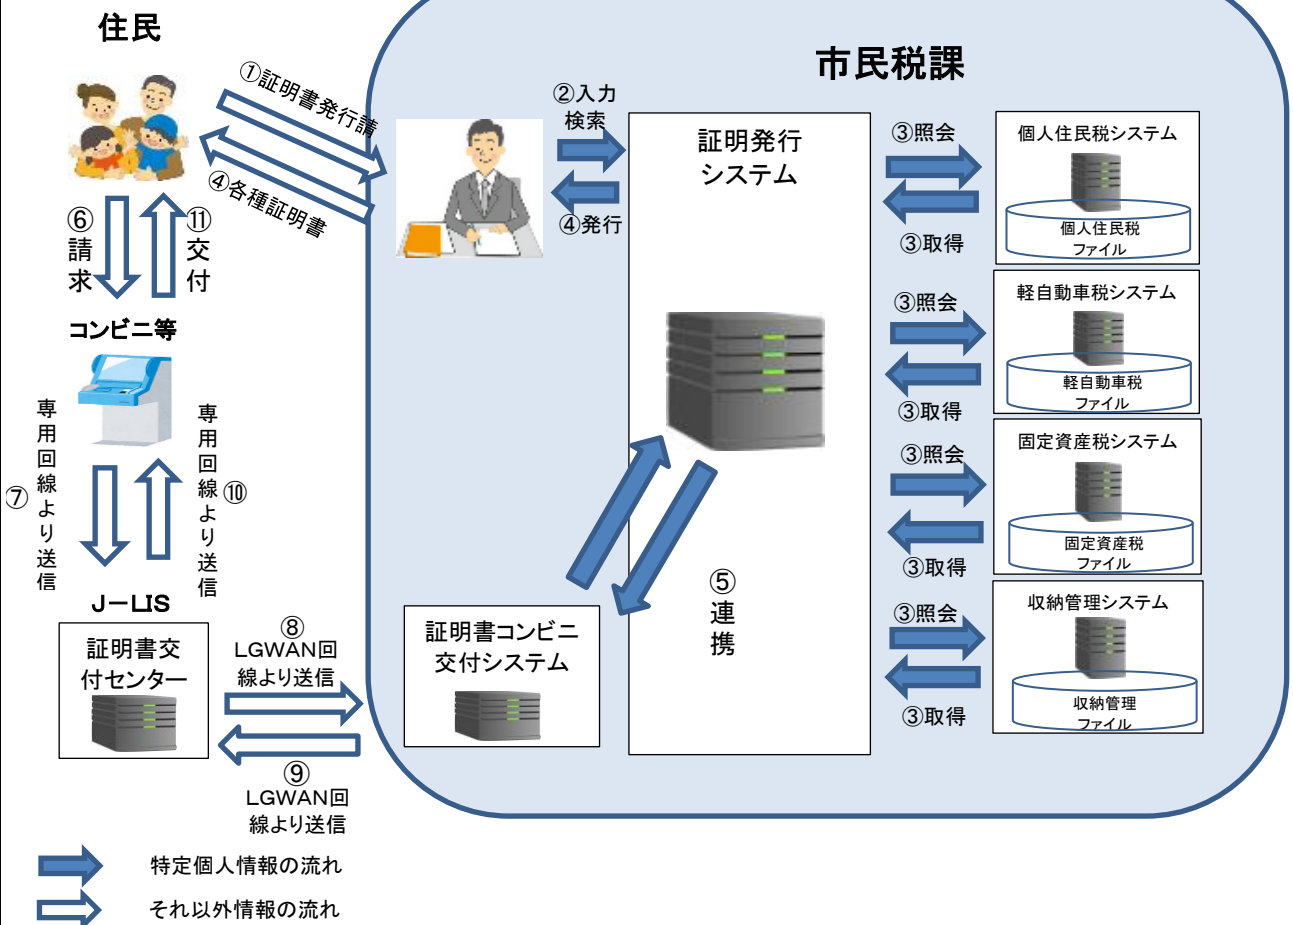 住民
市民税課
①証明書発行請
④各種証明書
②入力
検索
④発行
証明発行
システム
③照会
③取得
個人住民税システム
個人住民税
ファイル
⑥
請
求
⑪
交
付
コンビニ等
③照会
③取得
軽自動車税システム
軽自動車税
ファイル
⑦
専用回線より送信
専用回線より送信
⑩
③照会
③取得
固定資産税システム
固定資産税
ファイル
J-LIS
証明書交
付センター
⑧
LGWAN回
線より送信
⑨
LGWAN回
線より送信
証明書コンビニ
交付システム
⑤
連
携
③照会
③取得
収納管理システム
収納管理
ファイル
特定個人情報の流れ
それ以外情報の流れ